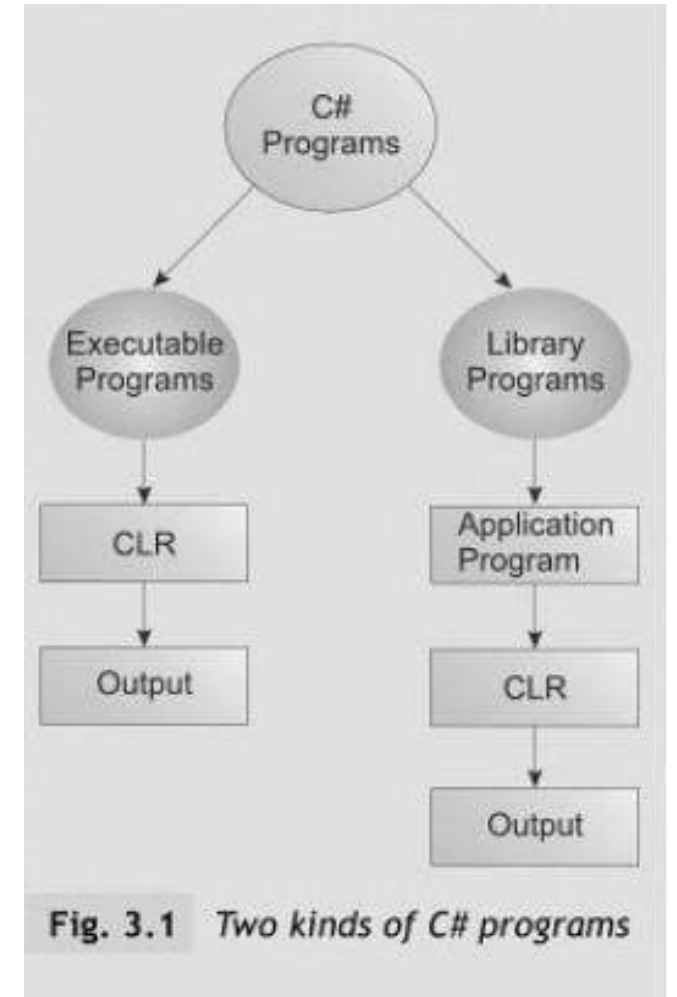 C#
Programs
Executable
Programs
Library
Programs
CLR
Application
Program
Output
CLR
Output
Fig. 3.1 Two kinds of C# programs